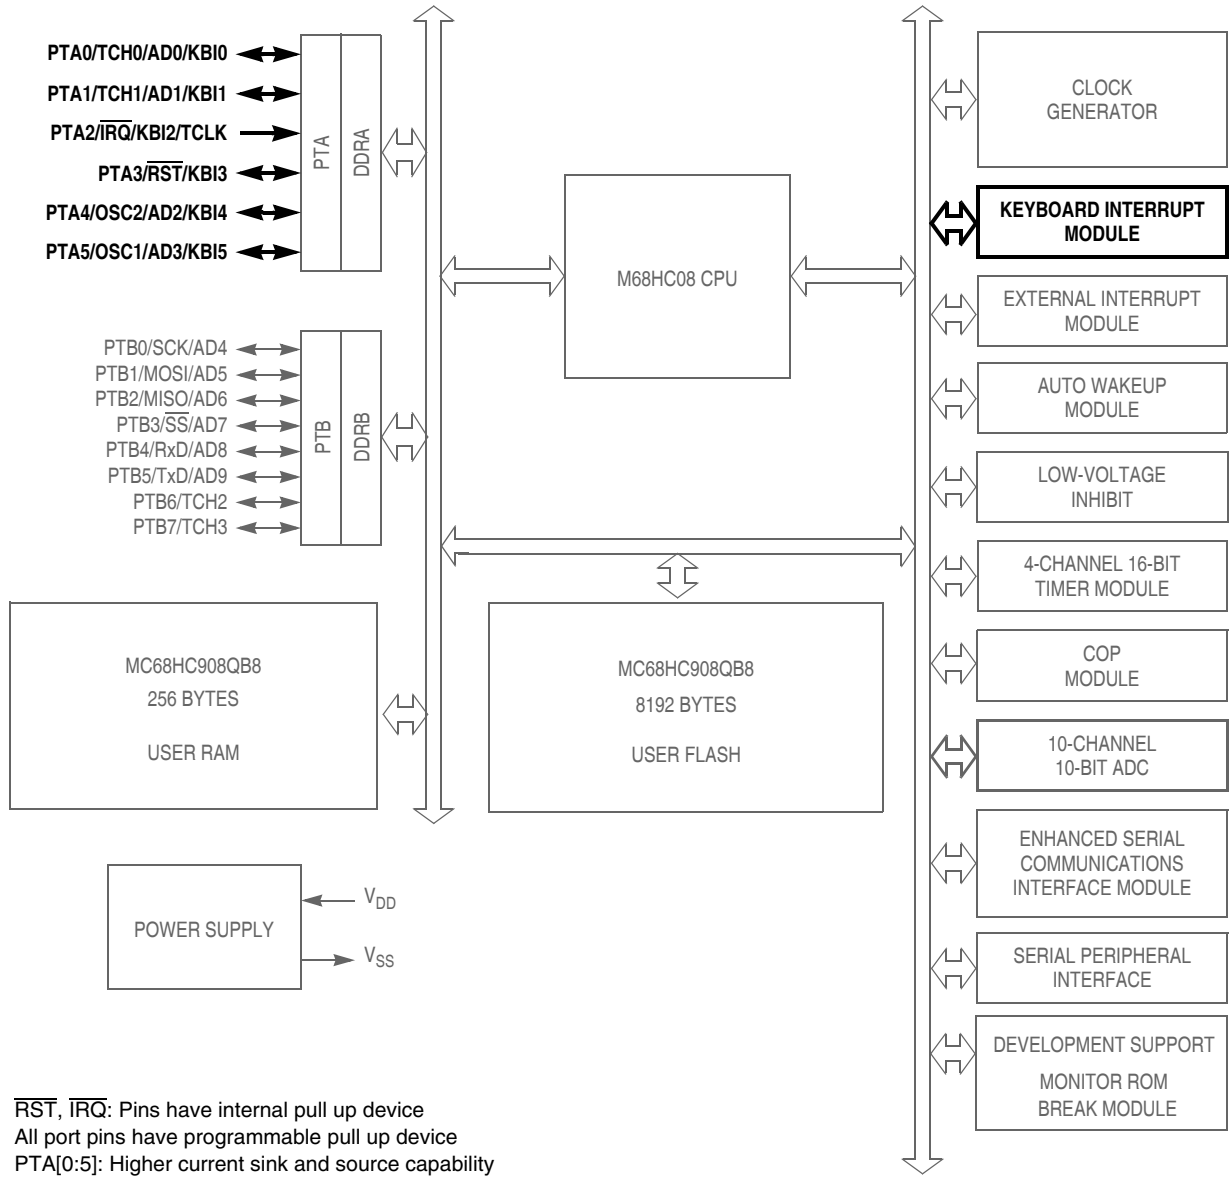 PTA0/TCH0/AD0/KBI0
PTA1/TCH1/AD1/KBI1
PTA2/IRQ/KBI2/TCLK
PTA3/RST/KBI3
PTA4/OSC2/AD2/KBI4
PTA5/OSC1/AD3/KBI5
PTA
DDRA
PTB0/SCK/AD4
PTB1/MOSI/AD5
PTB2/MISO/AD6
PTB3/SS/AD7
PTB4/RxD/AD8
PTB5/TxD/AD9
PTB6/TCH2
PTB7/TCH3
PTB
DDRB
M68HC08 CPU
MC68HC908QB8
256 BYTES
USER RAM
MC68HC908QB8
8192 BYTES
USER FLASH
POWER SUPPLY
VDD
VSS
CLOCK
GENERATOR
KEYBOARD INTERRUPT
MODULE
EXTERNAL INTERRUPT
MODULE
AUTO WAKEUP
MODULE
LOW-VOLTAGE
INHIBIT
4-CHANNEL 16-BIT
TIMER MODULE
COP
MODULE
10-CHANNEL
10-BIT ADC
ENHANCED SERIAL
COMMUNICATIONS
INTERFACE MODULE
SERIAL PERIPHERAL
INTERFACE
DEVELOPMENT SUPPORT
MONITOR ROM
BREAK MODULE
RST, IRQ: Pins have internal pull up device
All port pins have programmable pull up device
PTA[0:5]: Higher current sink and source capability